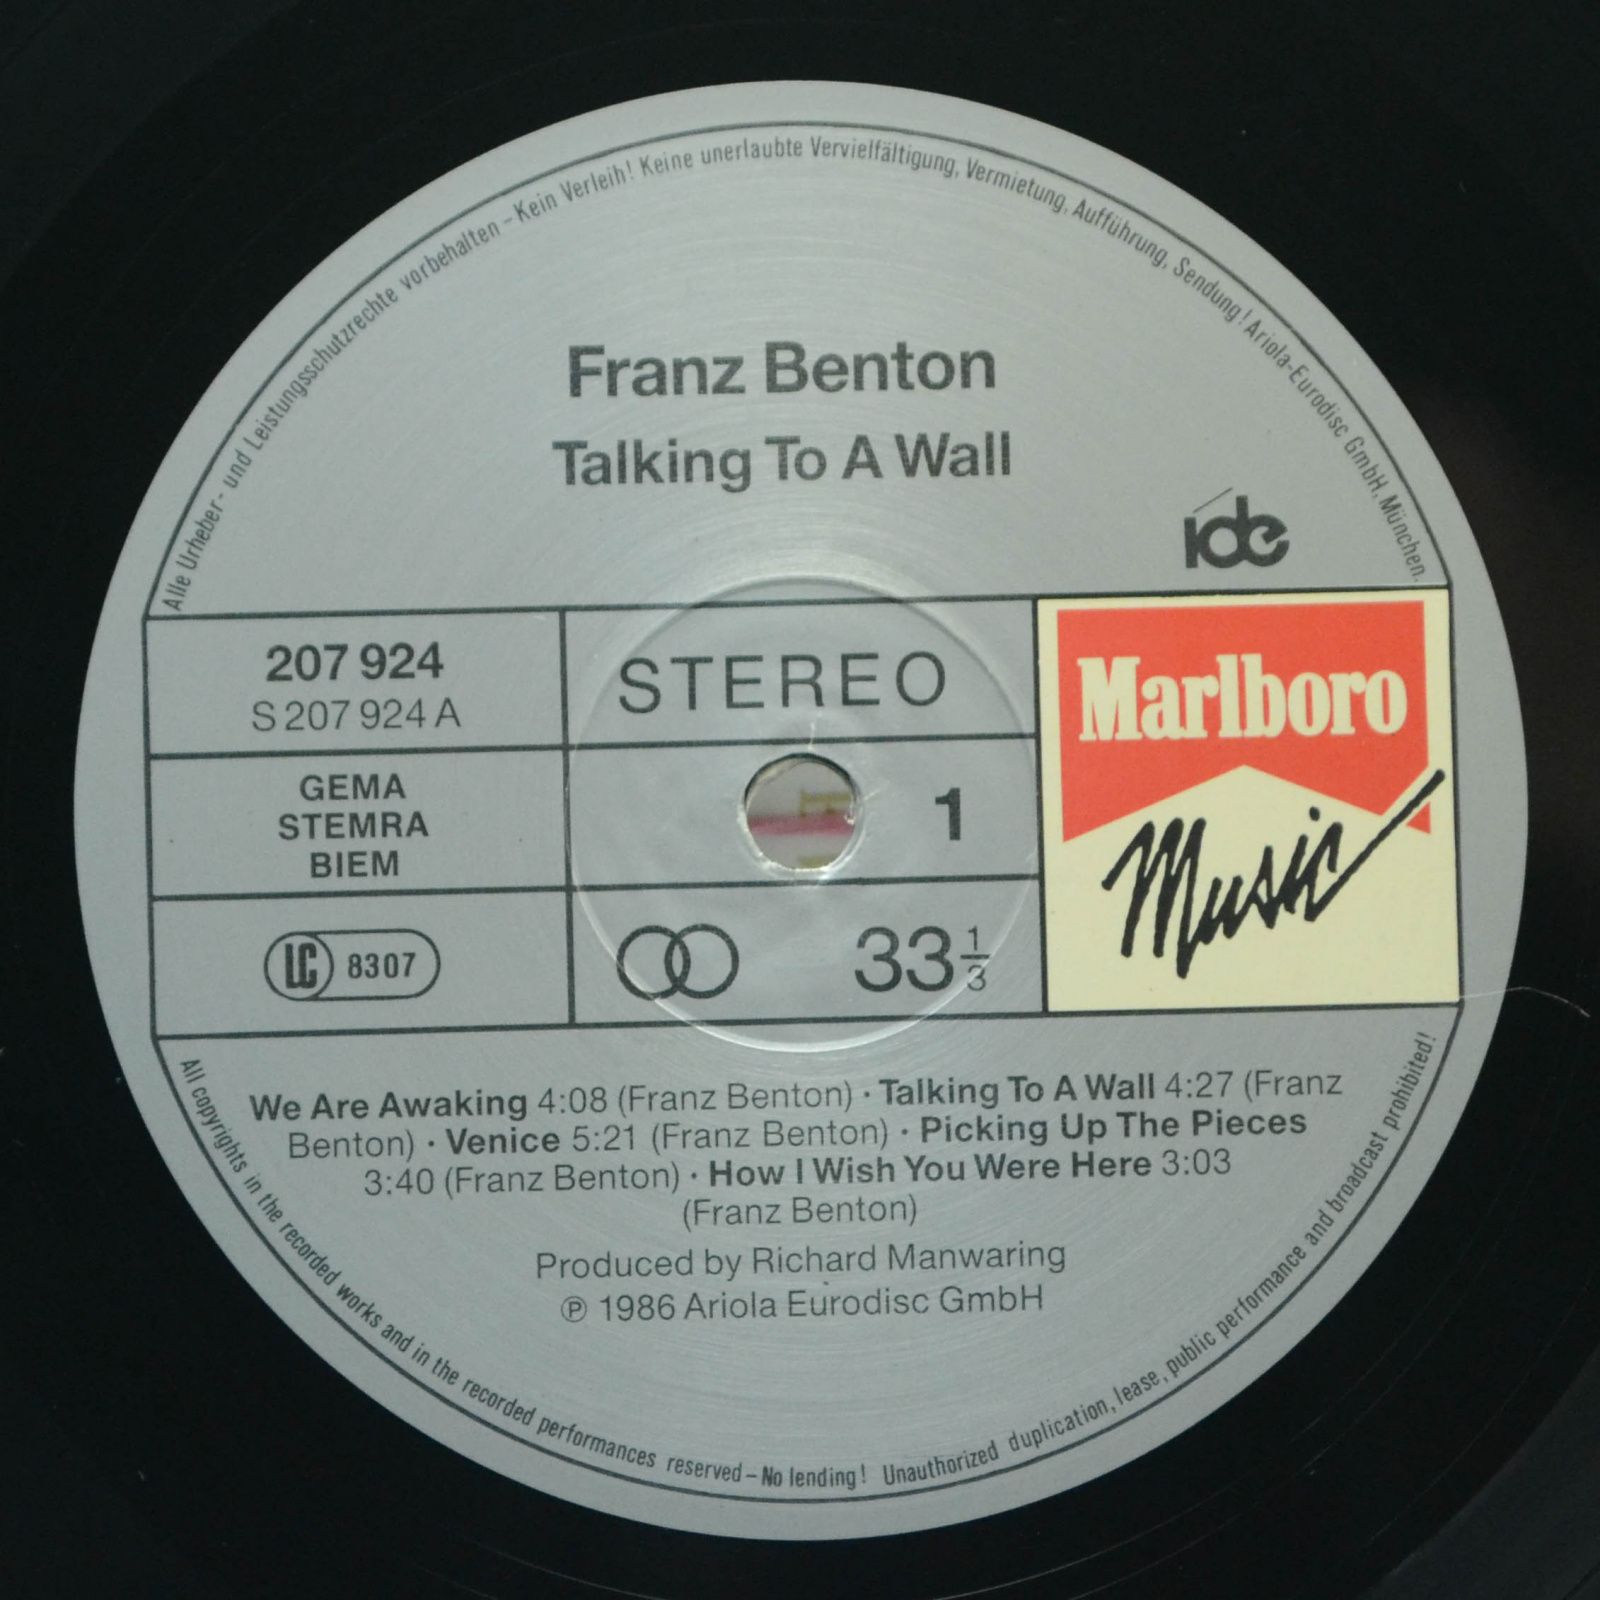 Alle Urheber- und Leistungsschutzrechte vorbehalten – Kein Verleih! Keine unerlaubte Vervielfältigung, Vermietung, Aufführung, Sendung! Ariola-Eurodisc GmbH, München.
Franz Benton
Talking To A Wall
ide
207 924
S 207 924 A
STEREO
Marlboro
Music
GEMA
STEMRA
BIEM
1
LC 8307
33 1/3
We Are Awaking 4:08 (Franz Benton) · Talking To A Wall 4:27 (Franz
Benton) · Venice 5:21 (Franz Benton) · Picking Up The Pieces
3:40 (Franz Benton) · How I Wish You Were Here 3:03
(Franz Benton)
Produced by Richard Manwaring
℗ 1986 Ariola Eurodisc GmbH
All copyrights in the recorded works and in the recorded performances reserved – No lending! Unauthorized duplication, lease, public performance and broadcast prohibited!